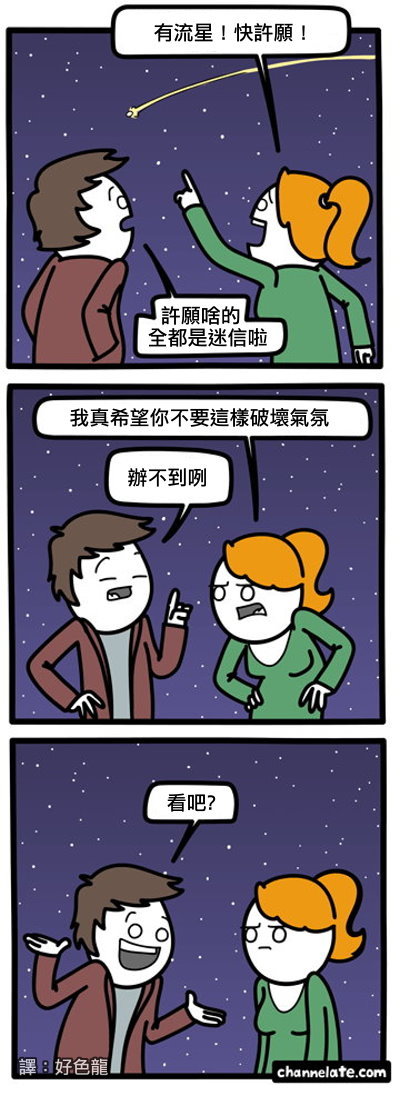 有流星！快許願！
許願啥的
全都是迷信啦
我真希望你不要這樣破壞氣氛
辦不到咧
看吧?
譯：好色龍
channelate.com